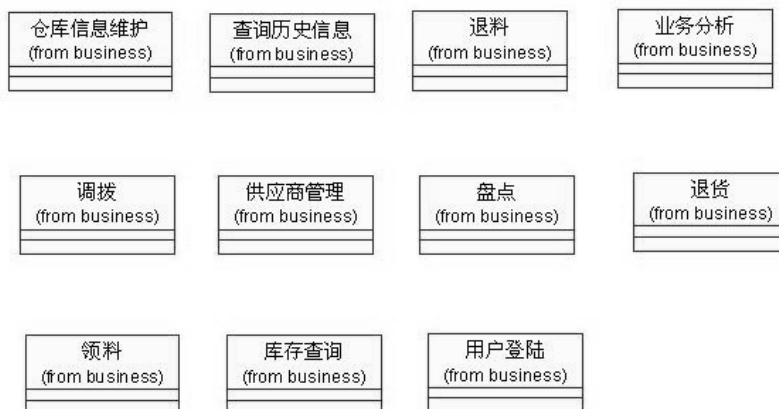 仓库信息维护
(from business)
查询历史信息
(from business)
退料
(from business)
业务分析
(from business)
调拨
(from business)
供应商管理
(from business)
盘点
(from business)
退货
(from business)
领料
(from business)
库存查询
(from business)
用户登陆
(from business)